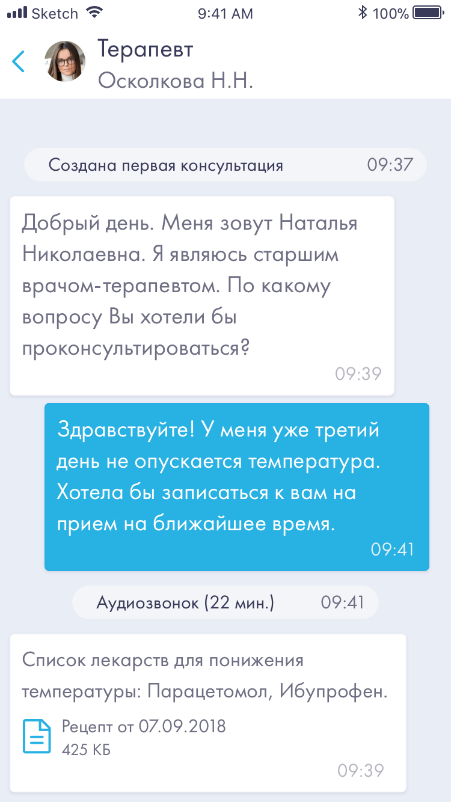 Sketch 9:41 AM 100%
Терапевт
Осколкова Н.Н.
Создана первая консультация 09:37
Добрый день. Меня зовут Наталья
Николаевна. Я являюсь старшим
врачом-терапевтом. По какому
вопросу Вы хотели бы
проконсультироваться?
09:39
Здравствуйте! У меня уже третий
день не опускается температура.
Хотела бы записаться к вам на
прием на ближайшее время.
09:41
Аудиозвонок (22 мин.) 09:41
Список лекарств для понижения
температуры: Парацетомол, Ибупрофен.
Рецепт от 07.09.2018
425 КБ
09:39